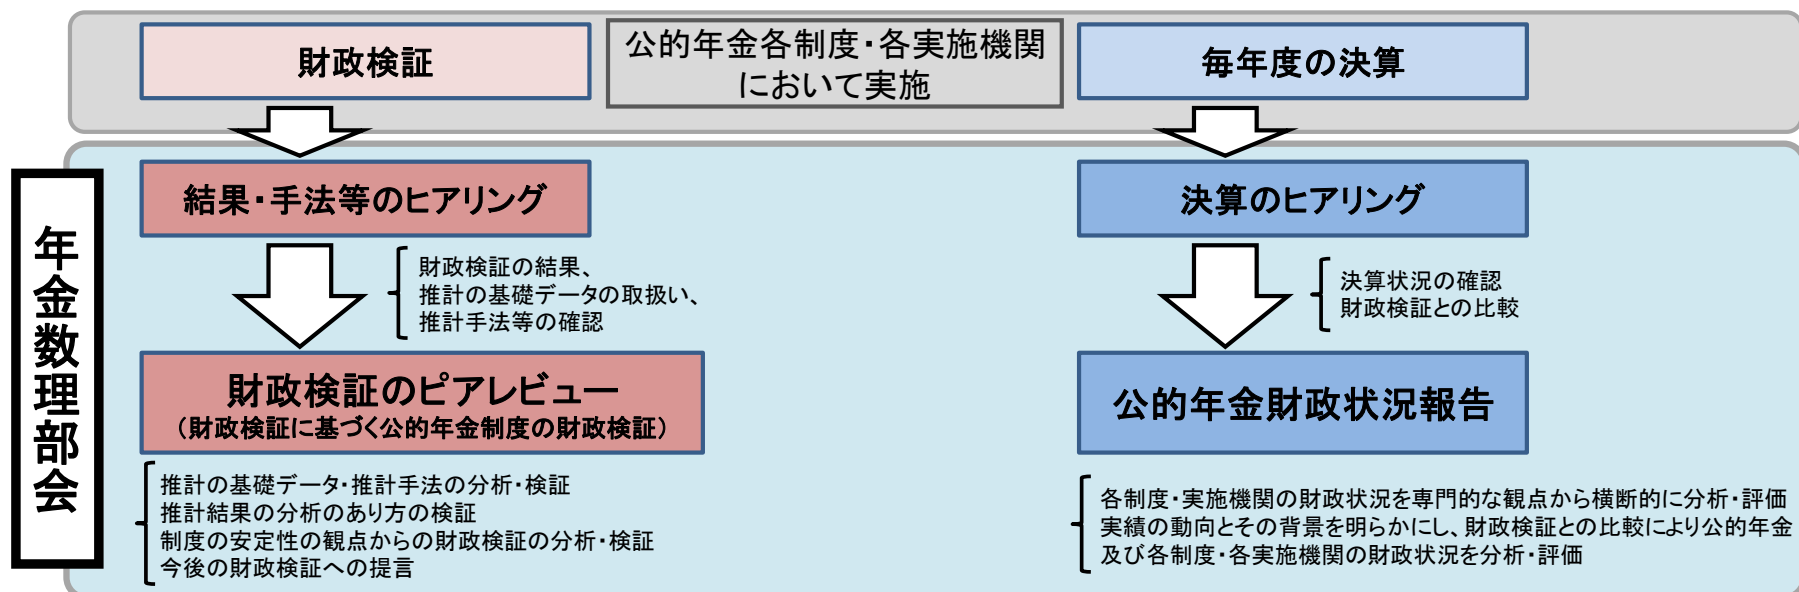 財政検証
公的年金各制度・各実施機関
において実施
毎年度の決算
年金数理部会
結果・手法等のヒアリング
財政検証の結果、
推計の基礎データの取扱い、
推計手法等の確認
財政検証のピアレビュー
（財政検証に基づく公的年金制度の財政検証）
推計の基礎データ・推計手法の分析・検証
推計結果の分析のあり方の検証
制度の安定性の観点からの財政検証の分析・検証
今後の財政検証への提言
決算のヒアリング
決算状況の確認
財政検証との比較
公的年金財政状況報告
各制度・実施機関の財政状況を専門的な観点から横断的に分析・評価
実績の動向とその背景を明らかにし、財政検証との比較により公的年金
及び各制度・各実施機関の財政状況を分析・評価